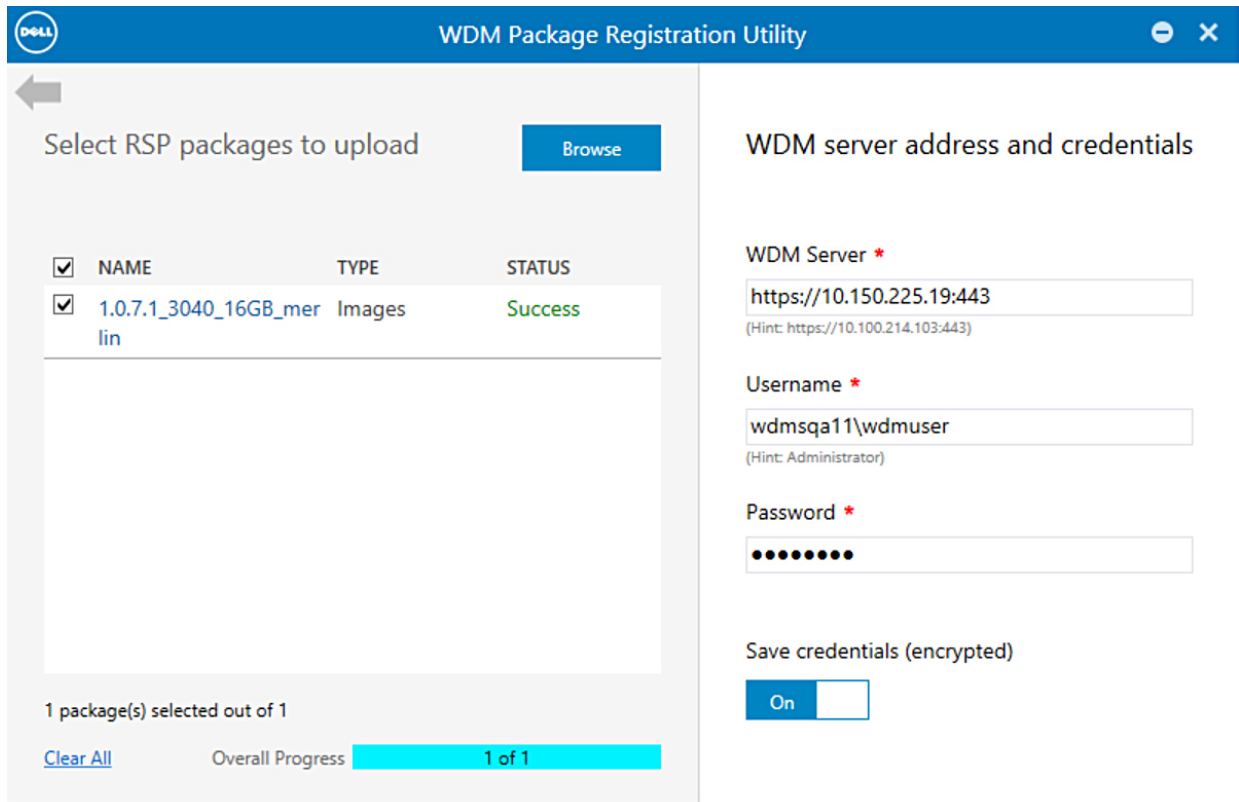 DELL
WDM Package Registration Utility
Select RSP packages to upload
Browse
NAME TYPE STATUS
1.0.7.1_3040_16GB_mer Images Success
lin
1 package(s) selected out of 1
Clear All Overall Progress 1 of 1
WDM server address and credentials
WDM Server *
https://10.150.225.19:443
(Hint: https://10.100.214.103:443)
Username *
wdmsqa11\wdmuser
(Hint: Administrator)
Password *
●●●●●●●●
Save credentials (encrypted)
On